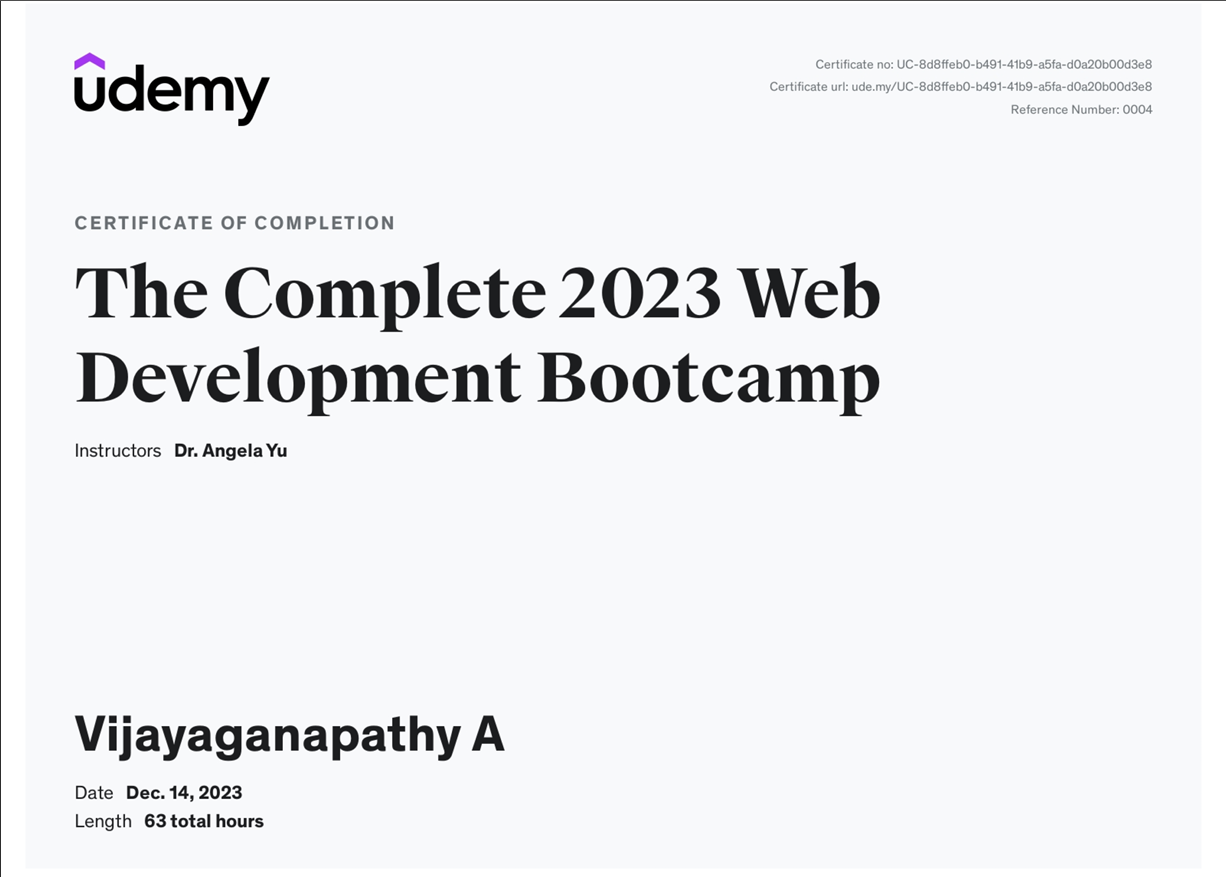 udemy
Certificate no: UC-8d8ffeb0-b491-41b9-a5fa-d0a20b00d3e8
Certificate url: ude.my/UC-8d8ffeb0-b491-41b9-a5fa-d0a20b00d3e8
Reference Number: 0004
CERTIFICATE OF COMPLETION
The Complete 2023 Web
Development Bootcamp
Instructors Dr. Angela Yu
Vijayaganapathy A
Date Dec. 14, 2023
Length 63 total hours